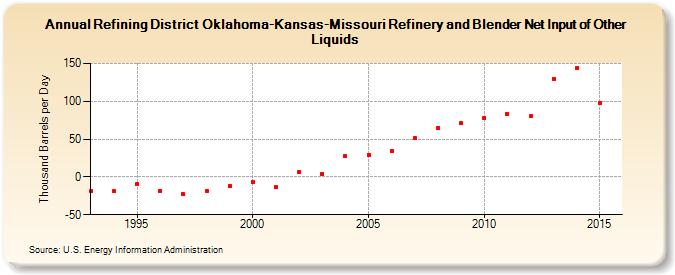 Annual Refining District Oklahoma-Kansas-Missouri Refinery and Blender Net Input of Other
Liquids
Thousand Barrels per Day
150
100
50
0
-50
1995
2000
2005
2010
2015
Source: U.S. Energy Information Administration